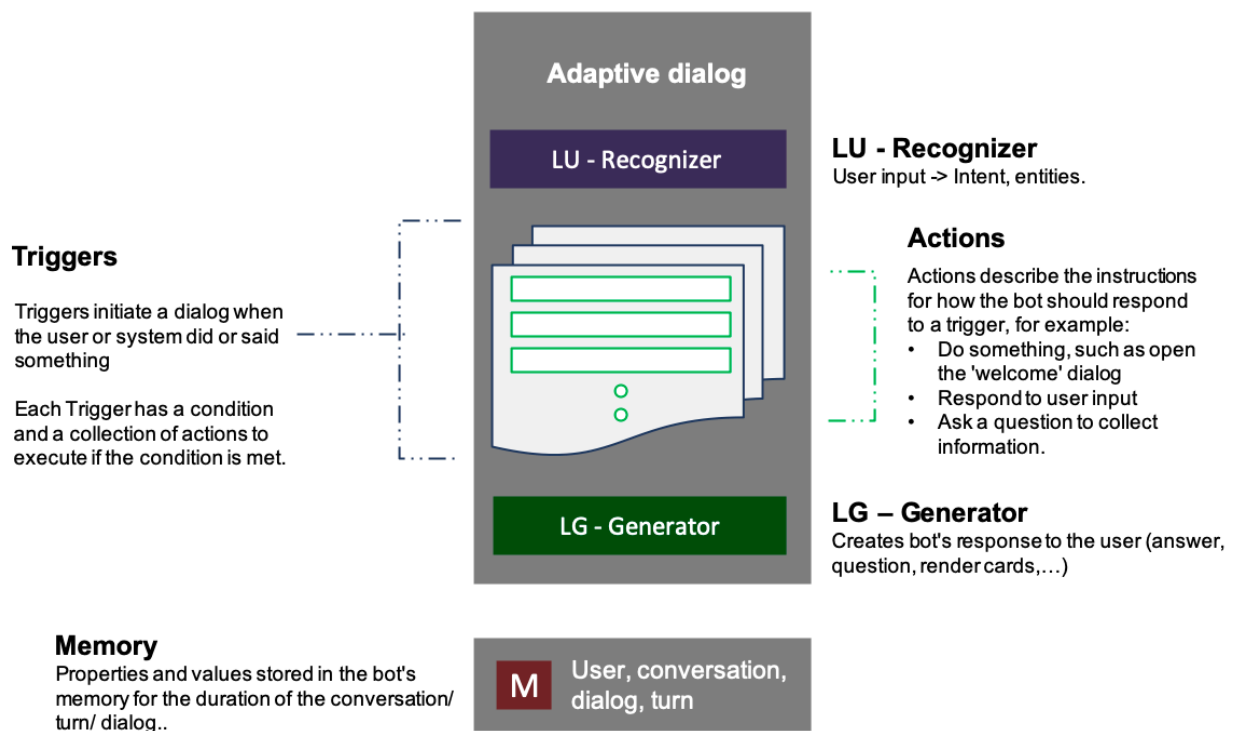 Adaptive dialog
LU - Recognizer
LU - Recognizer
User input -> Intent, entities.
Triggers
Triggers initiate a dialog when
the user or system did or said
something
Each Trigger has a condition
and a collection of actions to
execute if the condition is met.
Actions
Actions describe the instructions
for how the bot should respond
to a trigger, for example:
• Do something, such as open
the 'welcome' dialog
• Respond to user input
• Ask a question to collect
information.
LG - Generator
LG – Generator
Creates bot's response to the user (answer,
question, render cards,…)
Memory
Properties and values stored in the bot's
memory for the duration of the conversation/
turn/ dialog..
M
User, conversation,
dialog, turn